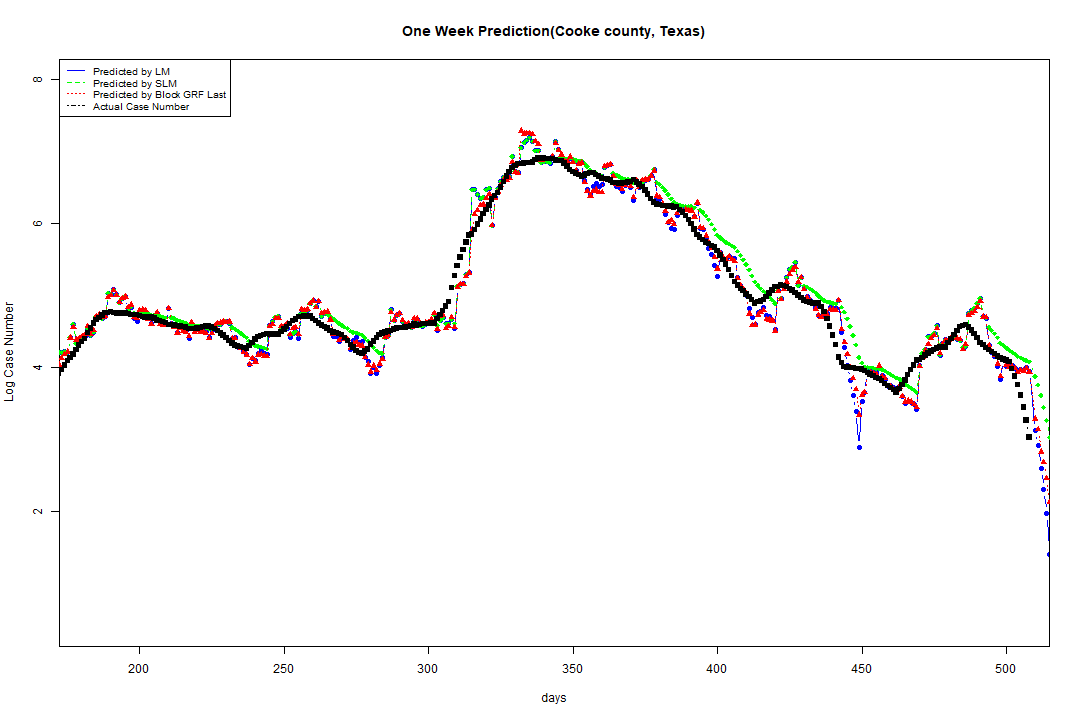 One Week Prediction(Cooke county, Texas)
Predicted by LM
Predicted by SLM
Predicted by Block GRF Last
Actual Case Number
8
6
4
2
Log Case Number
200 250 300 350 400 450 500
days